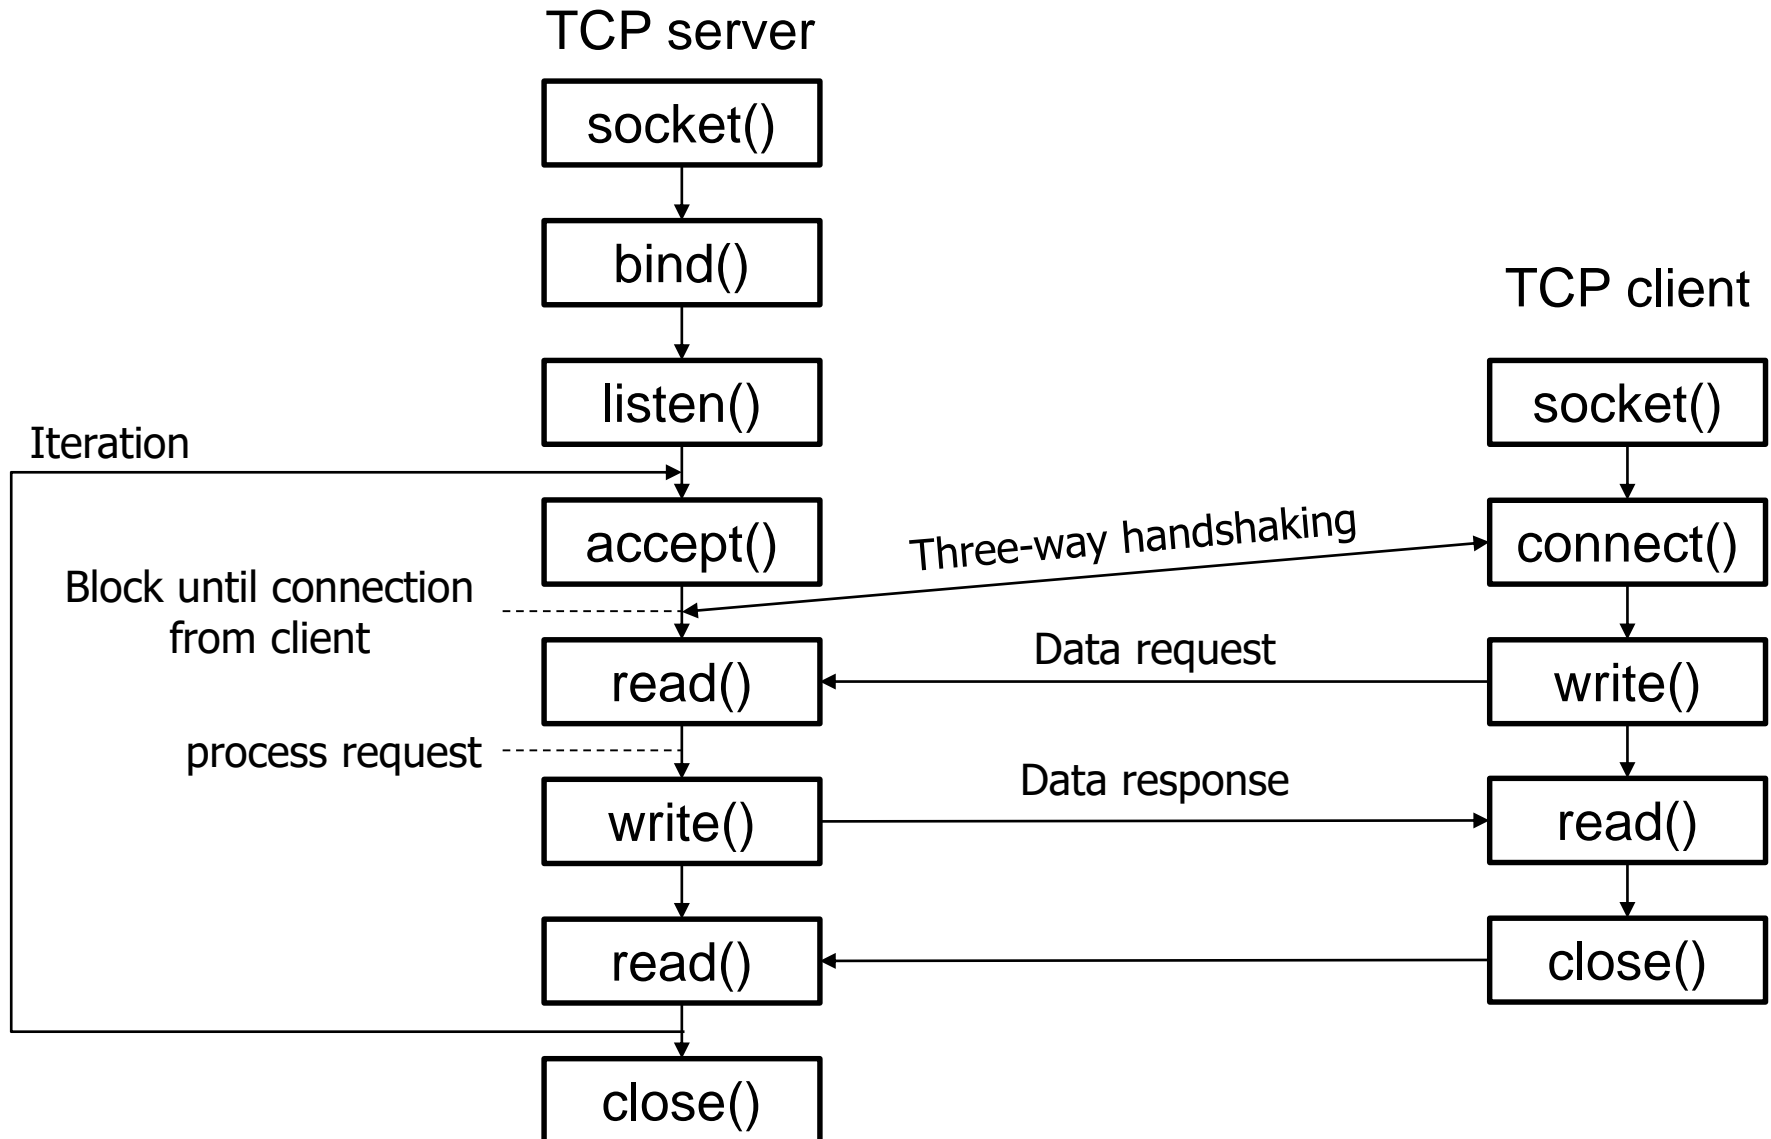 TCP server
socket()
bind()
TCP client
listen()
socket()
Iteration
accept()
Three-way handshaking
connect()
Block until connection
from client
read()
Data request
write()
process request
write()
Data response
read()
read()
close()
close()